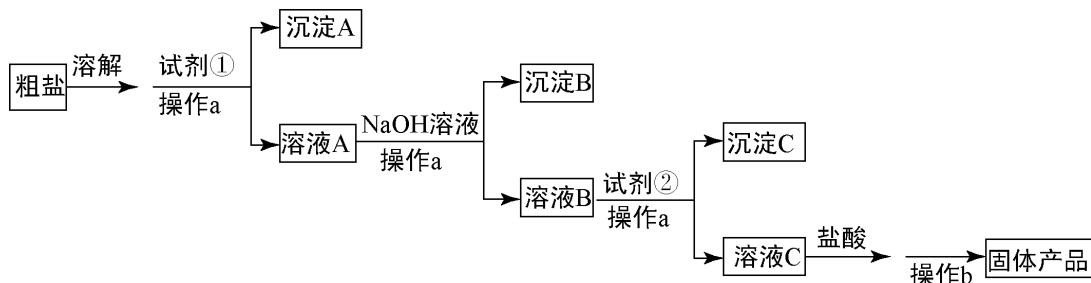 粗盐
溶解
试剂①
操作a
沉淀A
溶液A
NaOH溶液
操作a
沉淀B
溶液B
试剂②
操作a
沉淀C
溶液C
盐酸
操作b
固体产品